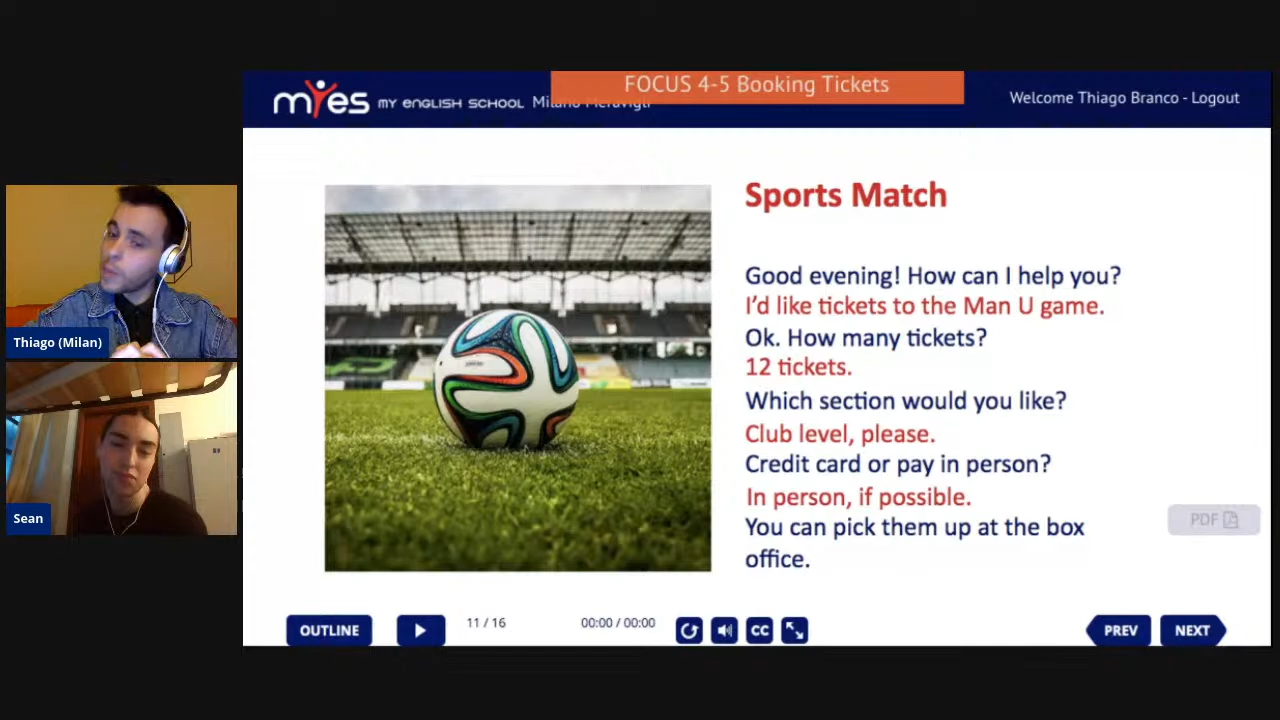 FOCUS 4-5 Booking Tickets
myes MY ENGLISH SCHOOL Milano Meravigli
Welcome Thiago Branco - Logout
Sports Match
Good evening! How can I help you?
I'd like tickets to the Man U game.
Ok. How many tickets?
12 tickets.
Which section would you like?
Club level, please.
Credit card or pay in person?
In person, if possible.
You can pick them up at the box
office.
Thiago (Milan)
Sean
PDF
OUTLINE
11 / 16
00:00 / 00:00
CC
PREV
NEXT